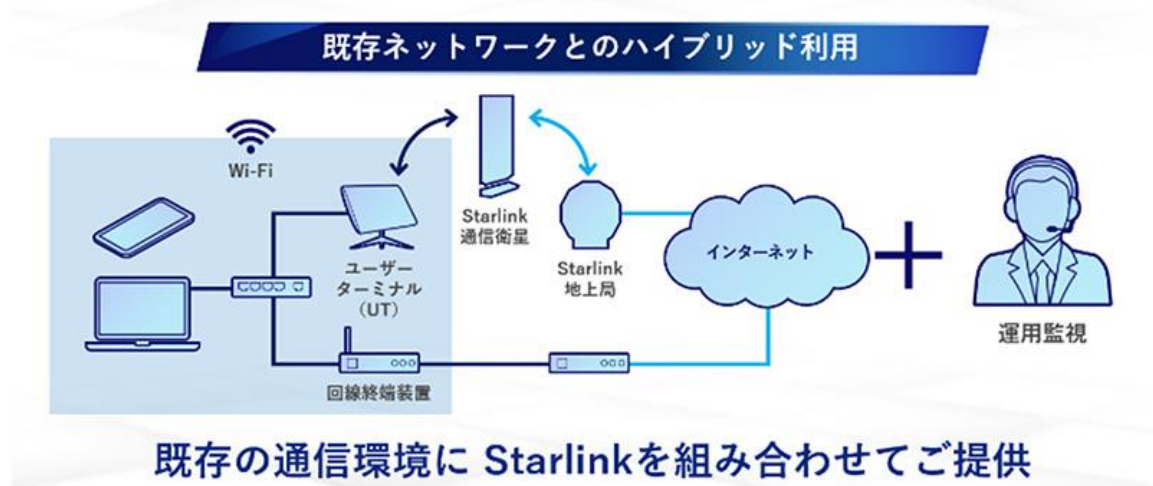 既存ネットワークとのハイブリッド利用
Wi-Fi
Starlink
通信衛星
ユーザー
ターミナル
（UT）
Starlink
地上局
インターネット
運用監視
回線終端装置
既存の通信環境に Starlinkを組み合わせてご提供